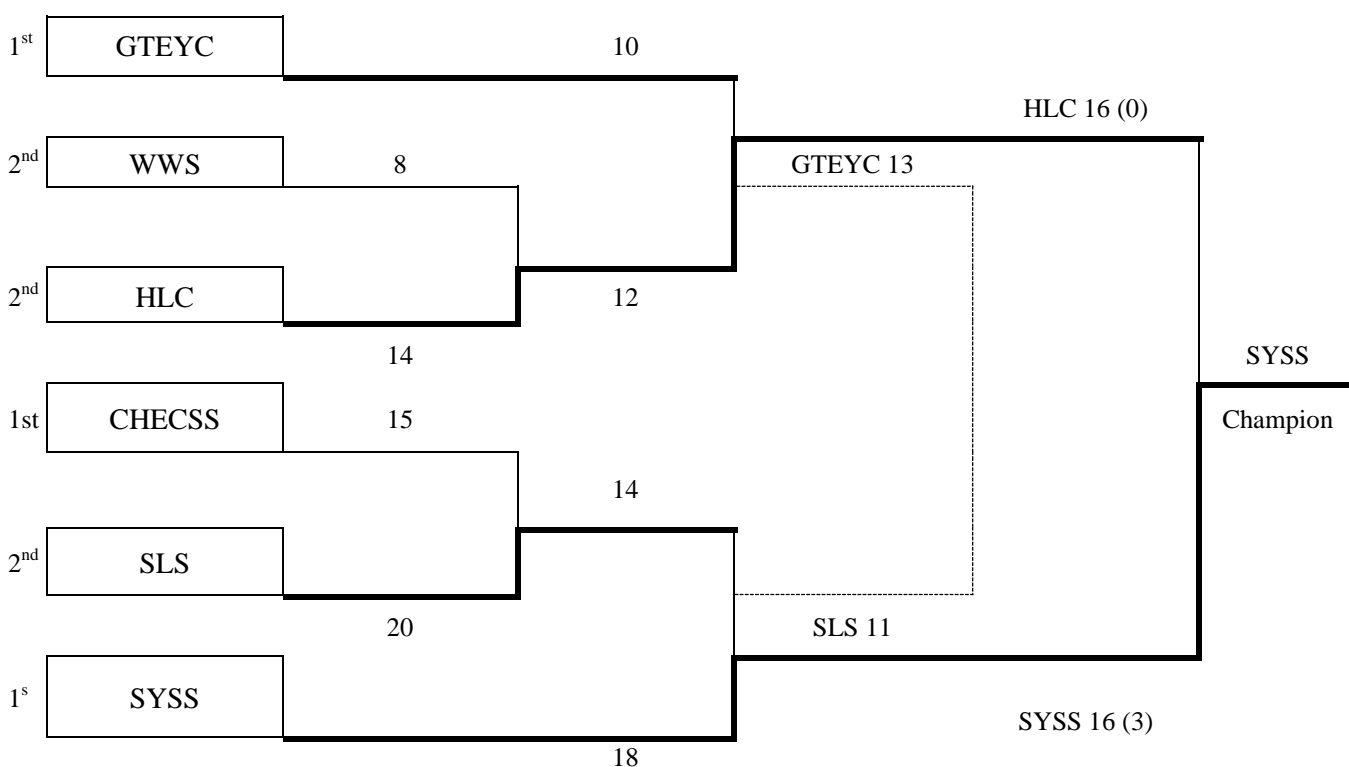 1st GTEYC 10
HLC 16 (0)
2nd WWS 8 GTEYC 13
2nd HLC 12
14 SYSS
1st CHECSS 15 Champion
14
2nd SLS
20 SLS 11
1s SYSS SYSS 16 (3)
18